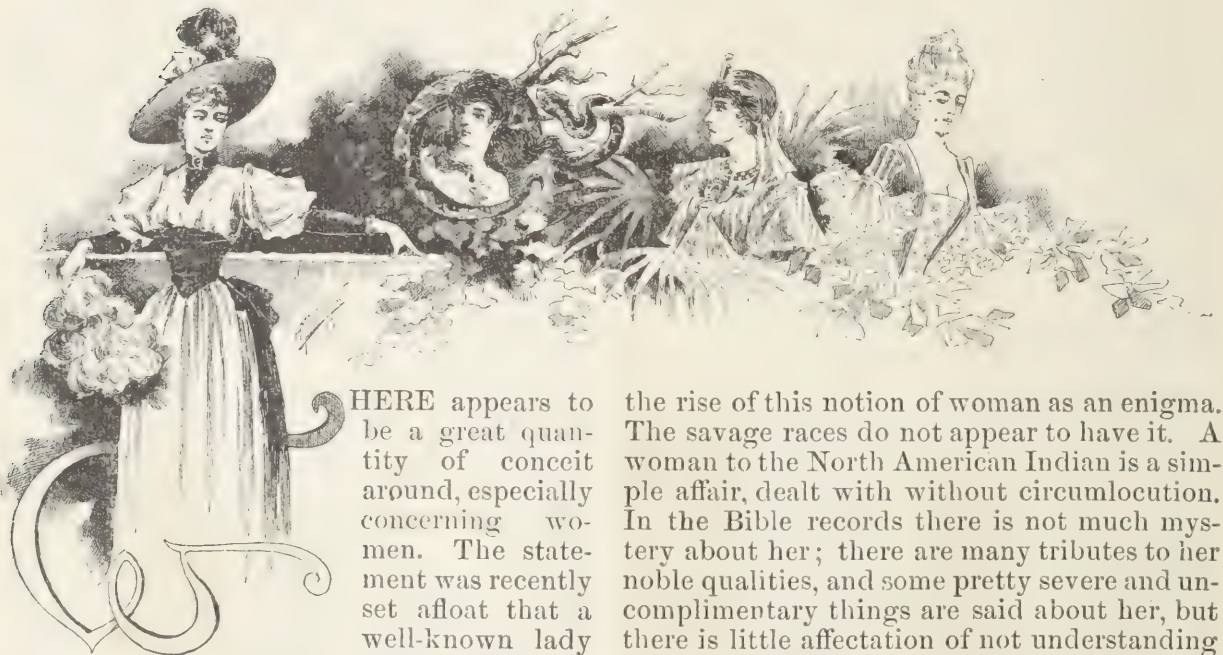 THERE appears to
be a great quan-
tity of conceit
around, especially
concerning wo-
men. The state-
ment was recently
set afloat that a
well-known lady
the rise of this notion of woman as an enigma.
The savage races do not appear to have it. A
woman to the North American Indian is a sim-
ple affair, dealt with without circumlocution.
In the Bible records there is not much mys-
tery about her; there are many tributes to her
noble qualities, and some pretty severe and un-
complimentary things are said about her, but
there is little affectation of not understanding